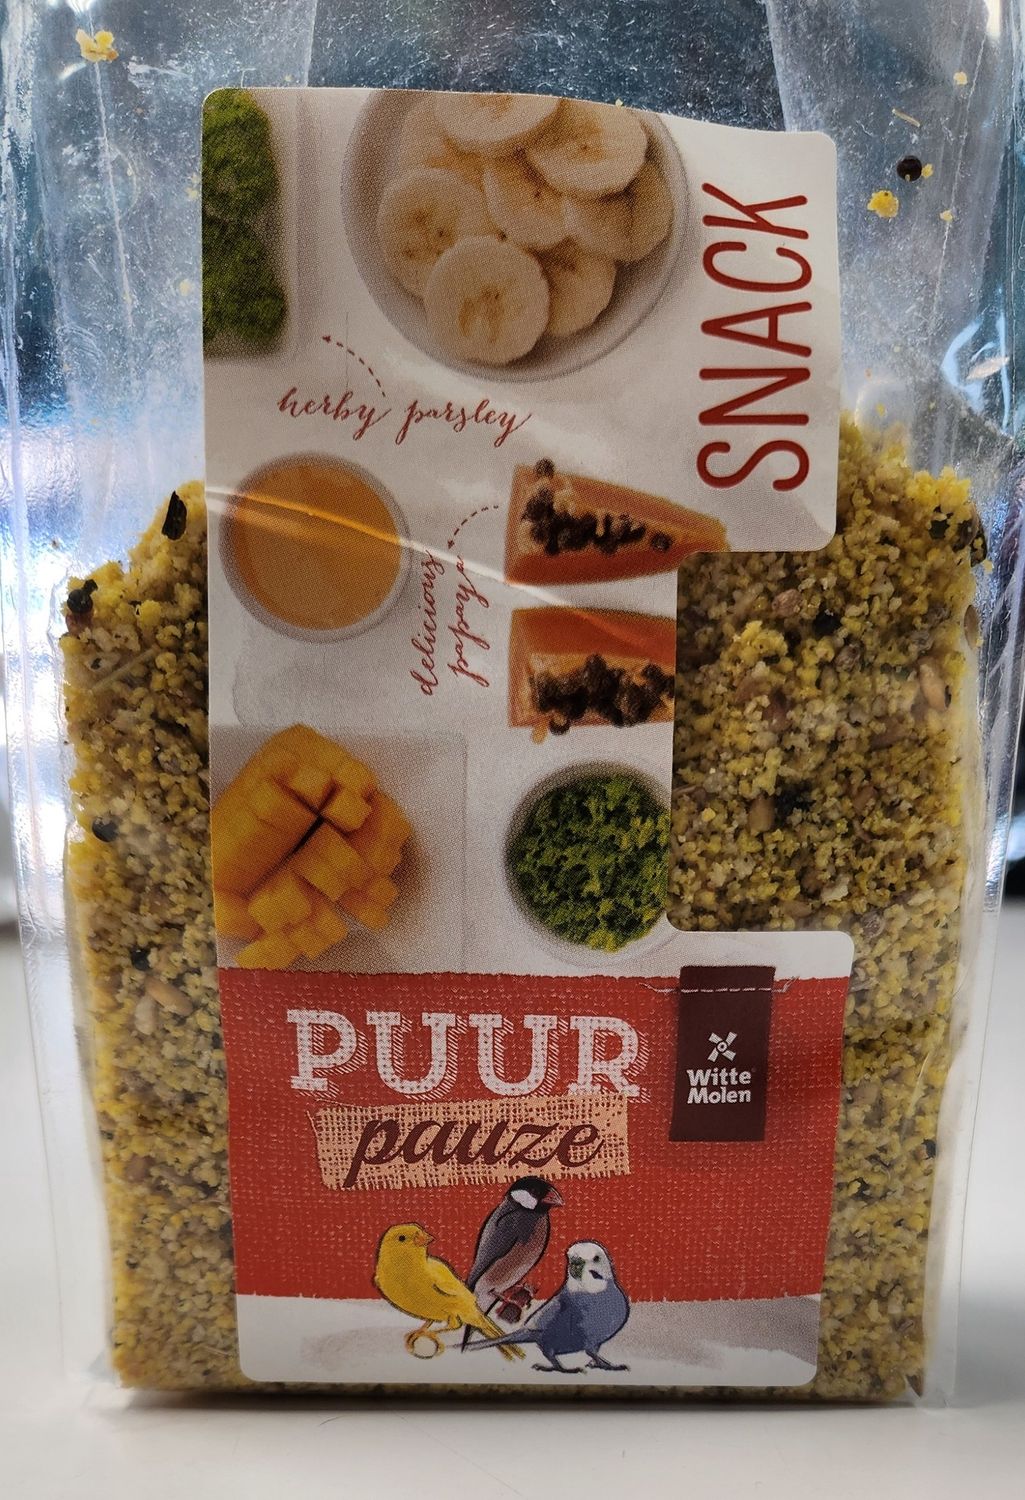 SNACK
herby parsley
delicious
papaya
PUUR
pauze
Witte
Molen